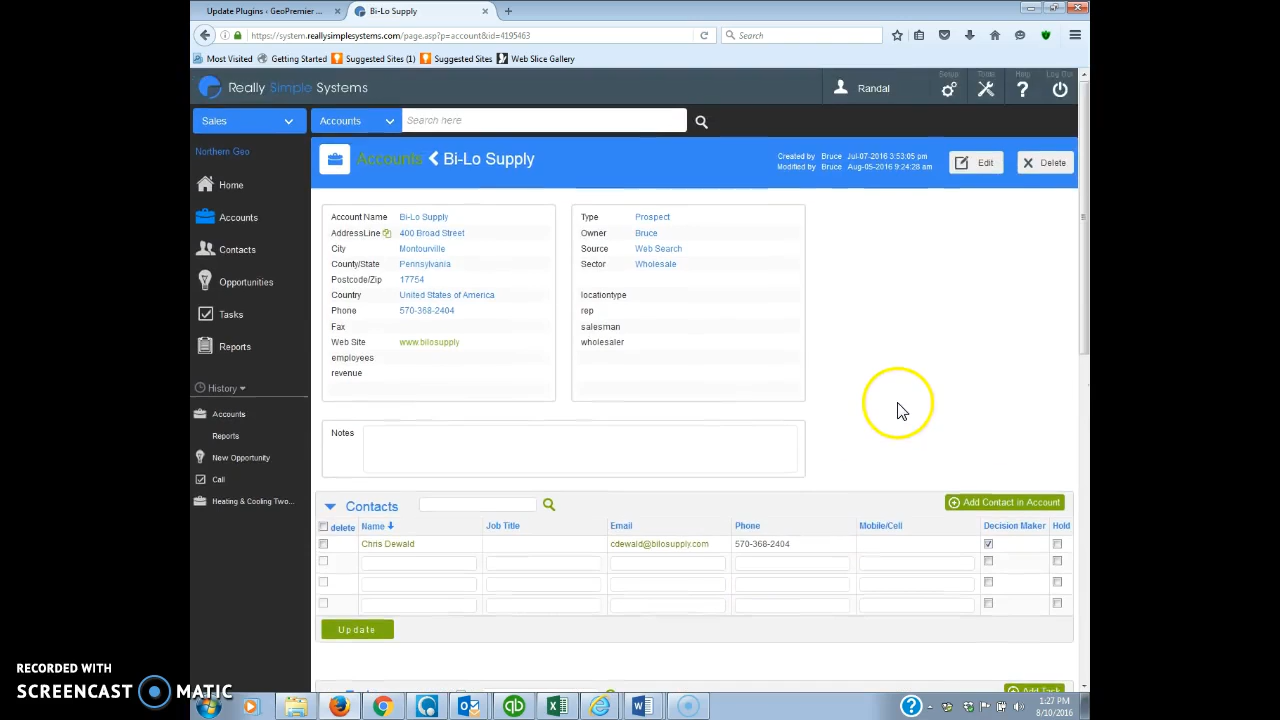 Update Plugins ‹ GeoPremier ... ×
Bi-Lo Supply × +
https://system.reallysimplesystems.com/page.asp?p=account&id=4195463
Search
Most Visited Getting Started Suggested Sites (1) Suggested Sites Web Slice Gallery
Really Simple Systems
Randal
Setup Tools Help Log Out
Sales
Accounts
Search here
Northern Geo
Accounts Bi-Lo Supply
Created by Bruce Jul-07-2016 3:53:05 pm
Modified by Bruce Aug-05-2016 9:24:28 am
Edit
Delete
Home
Accounts
Contacts
Opportunities
Tasks
Reports
History
Accounts
Reports
New Opportunity
Call
Heating & Cooling Two...
Account Name Bi-Lo Supply
AddressLine 400 Broad Street
City Montourville
County/State Pennsylvania
Postcode/Zip 17754
Country United States of America
Phone 570-368-2404
Fax
Web Site www.bilosupply
employees
revenue
Type Prospect
Owner Bruce
Source Web Search
Sector Wholesale
locationtype
rep
salesman
wholesaler
Notes
Contacts
Add Contact in Account
delete Name Job Title Email Phone Mobile/Cell Decision Maker Hold
Chris Dewald cdewald@bilosupply.com 570-368-2404
Update
Add Task
RECORDED WITH
SCREENCAST MATIC
1:27 PM
8/10/2016